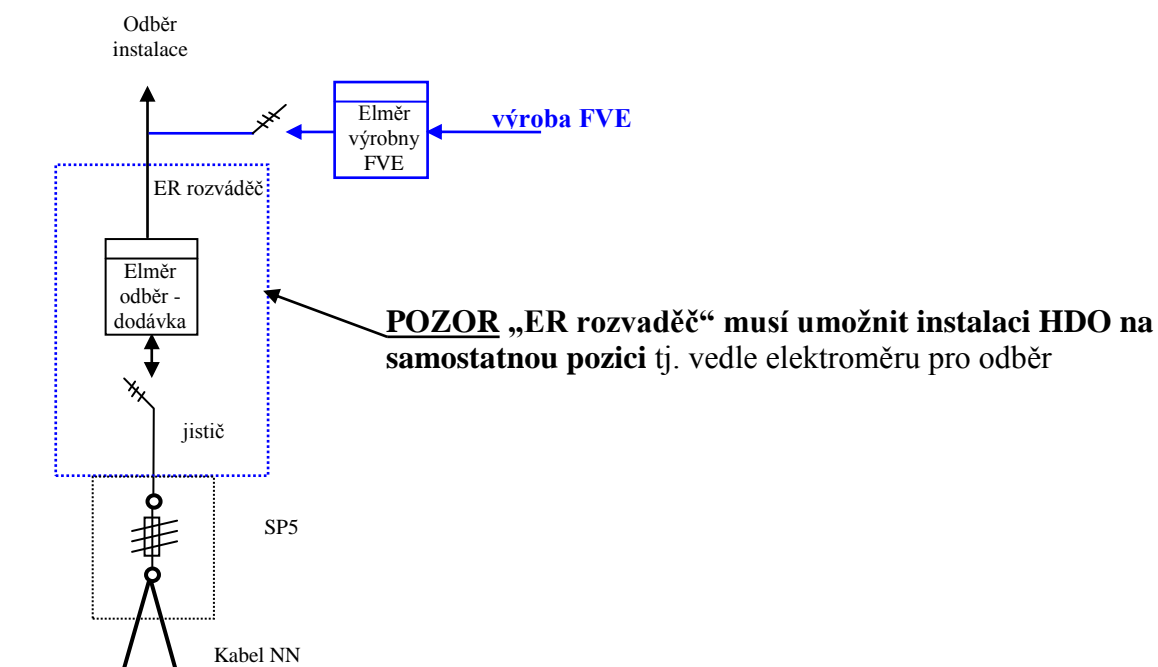 Odběr
instalace
Elměr
výrobny
FVE
výroba FVE
ER rozváděč
Elměr
odběr -
dodávka
POZOR „ER rozvaděč“ musí umožnit instalaci HDO na
samostatnou pozici tj. vedle elektroměru pro odběr
jistič
SP5
Kabel NN